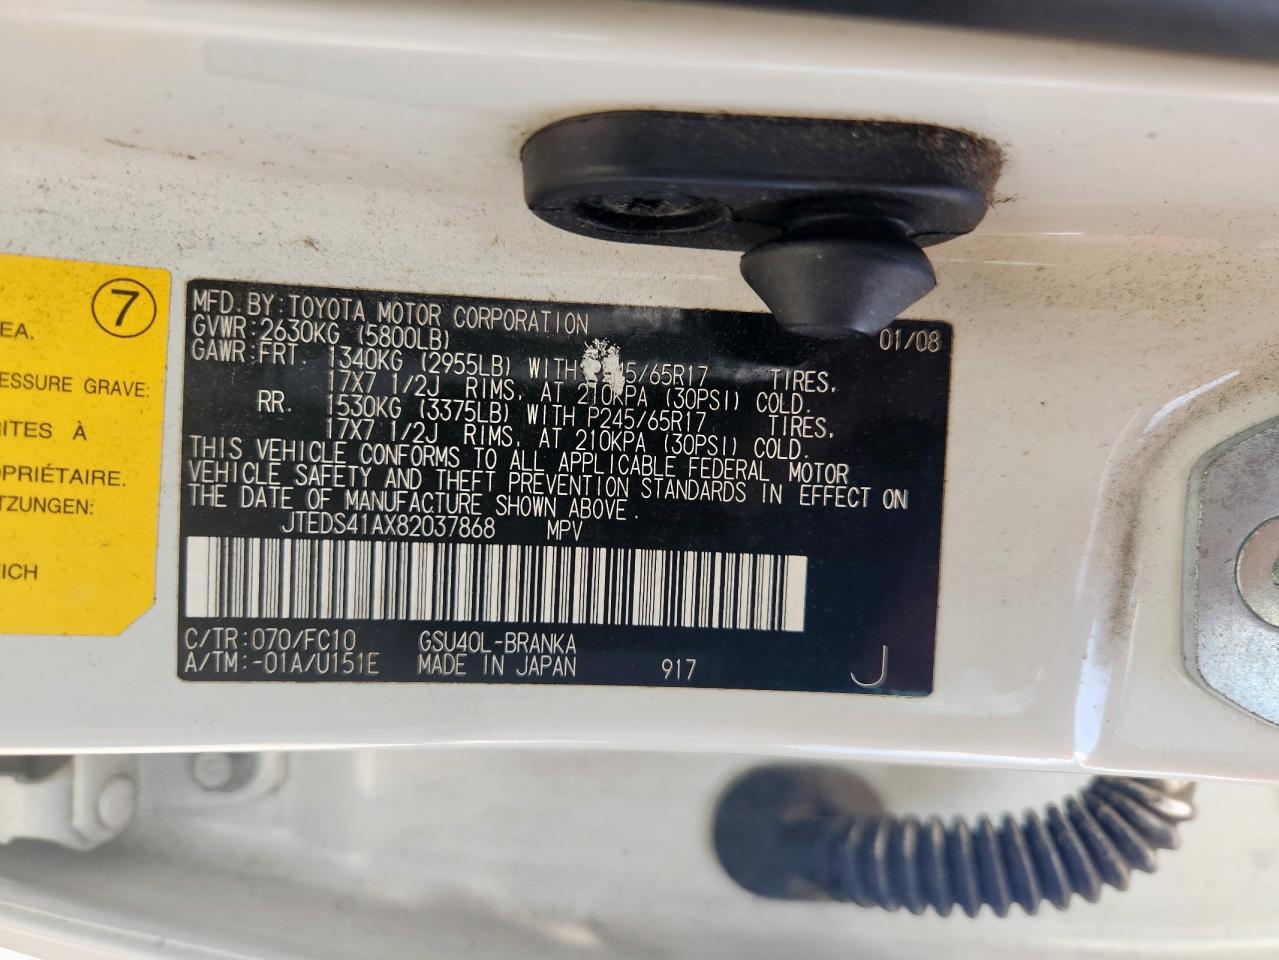 7
EA.
ESSURE GRAVE:
ITES À
OPRIÉTAIRE.
TZUNGEN:
EICH
MFD. BY: TOYOTA MOTOR CORPORATION 01/08
GVWR: 2630KG (5800LB)
GAWR: FRT. 1340KG (2955LB) WITH 245/65R17 TIRES,
17X7 1/2J RIMS, AT 210KPA (30PSI) COLD.
RR. 1530KG (3375LB) WITH P245/65R17 TIRES,
17X7 1/2J RIMS, AT 210KPA (30PSI) COLD.
THIS VEHICLE CONFORMS TO ALL APPLICABLE FEDERAL MOTOR
VEHICLE SAFETY AND THEFT PREVENTION STANDARDS IN EFFECT ON
THE DATE OF MANUFACTURE SHOWN ABOVE.
JTEDS41AX82037868 MPV
C/TR: 070/FC10 GSU40L-BRANKA
A/TM: -01A/U151E MADE IN JAPAN 917 J